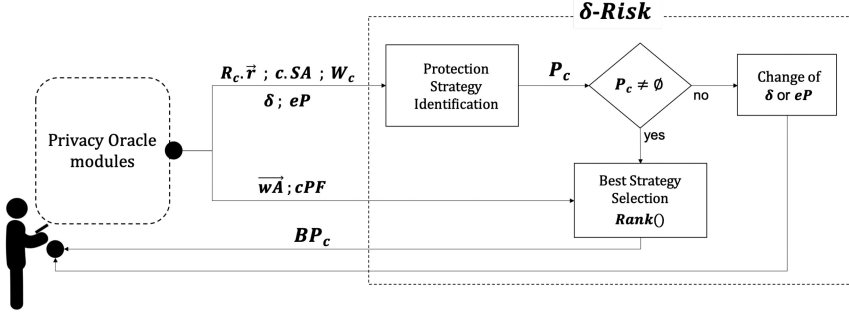 δ-Risk
R_c.r⃗ ; c.SA ; W_c
δ ; eP
Privacy Oracle
modules
Protection
Strategy
Identification
P_c
P_c ≠ ∅
no
Change of
δ or eP
yes
wA⃗ ; cPF
Best Strategy
Selection
Rank()
BP_c